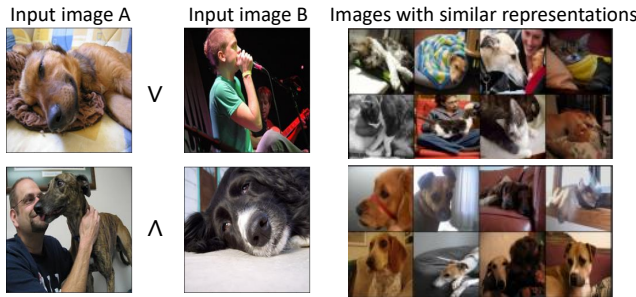 Input image A Input image B Images with similar representations
∨
∧